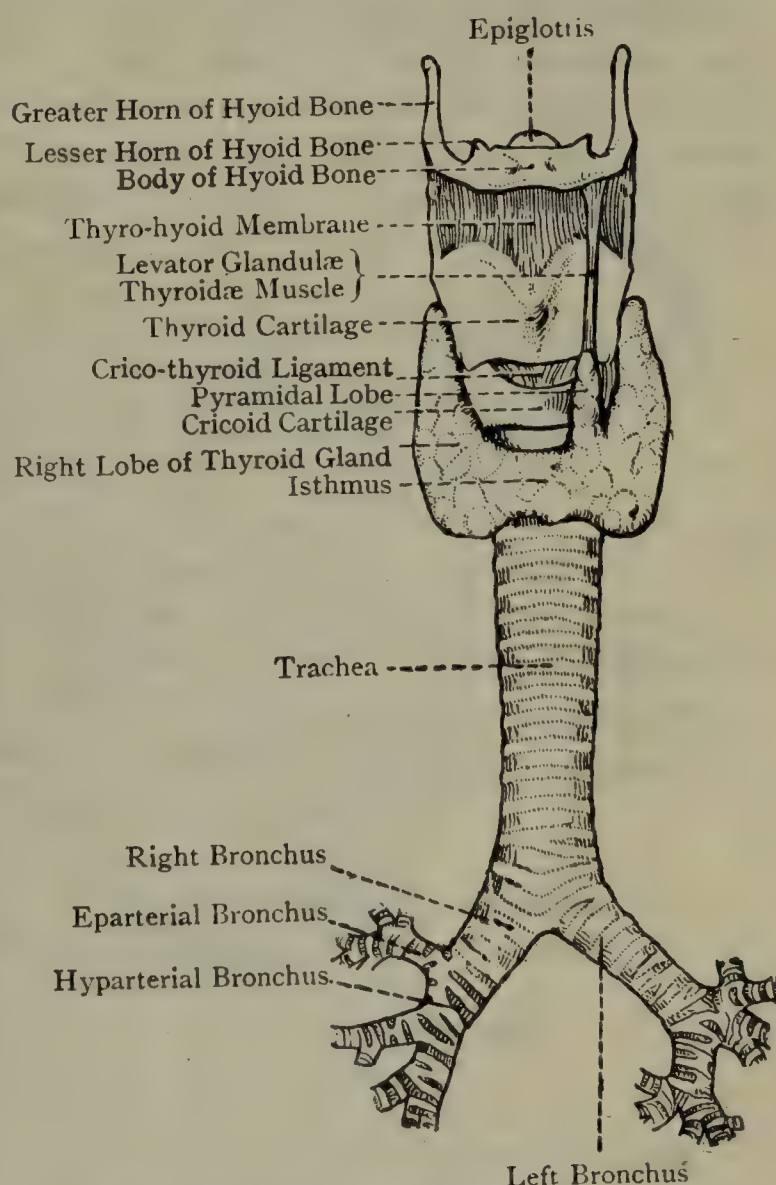 Epiglottis
Greater Horn of Hyoid Bone
Lesser Horn of Hyoid Bone
Body of Hyoid Bone
Thyro-hyoid Membrane
Levator Glandulæ
Thyroidæ Muscle
Thyroid Cartilage
Crico-thyroid Ligament
Pyramidal Lobe
Cricoid Cartilage
Right Lobe of Thyroid Gland
Isthmus
Trachea
Right Bronchus
Eparterial Bronchus
Hyparterial Bronchus
Left Bronchus